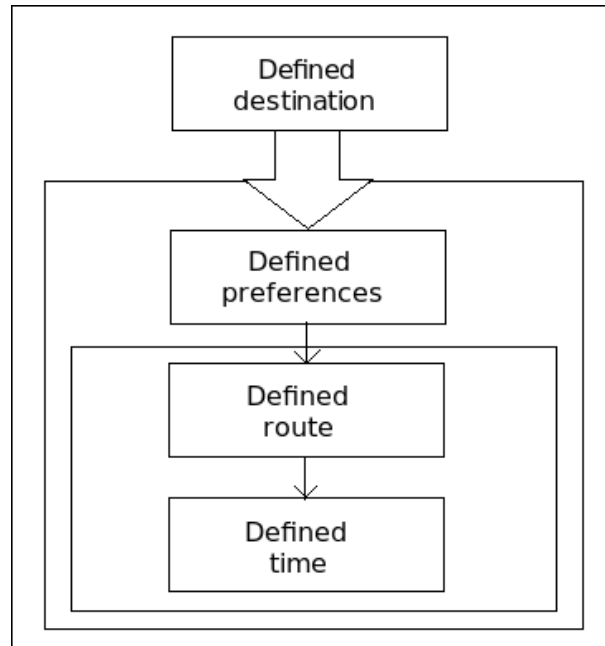 Defined
destination
Defined
preferences
Defined
route
Defined
time